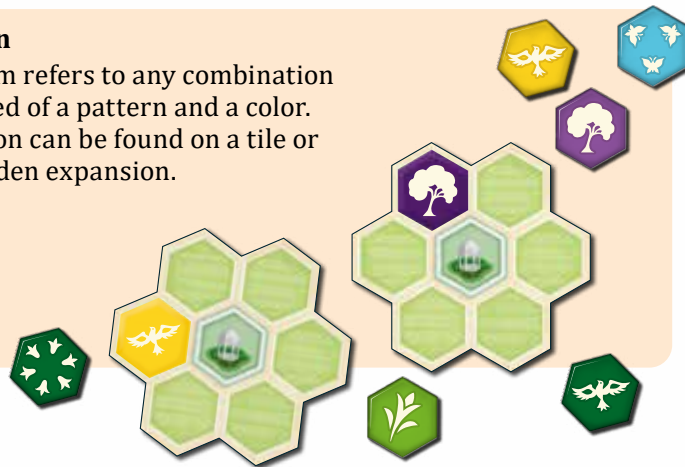 n
m refers to any combination
ed of a pattern and a color.
on can be found on a tile or
den expansion.